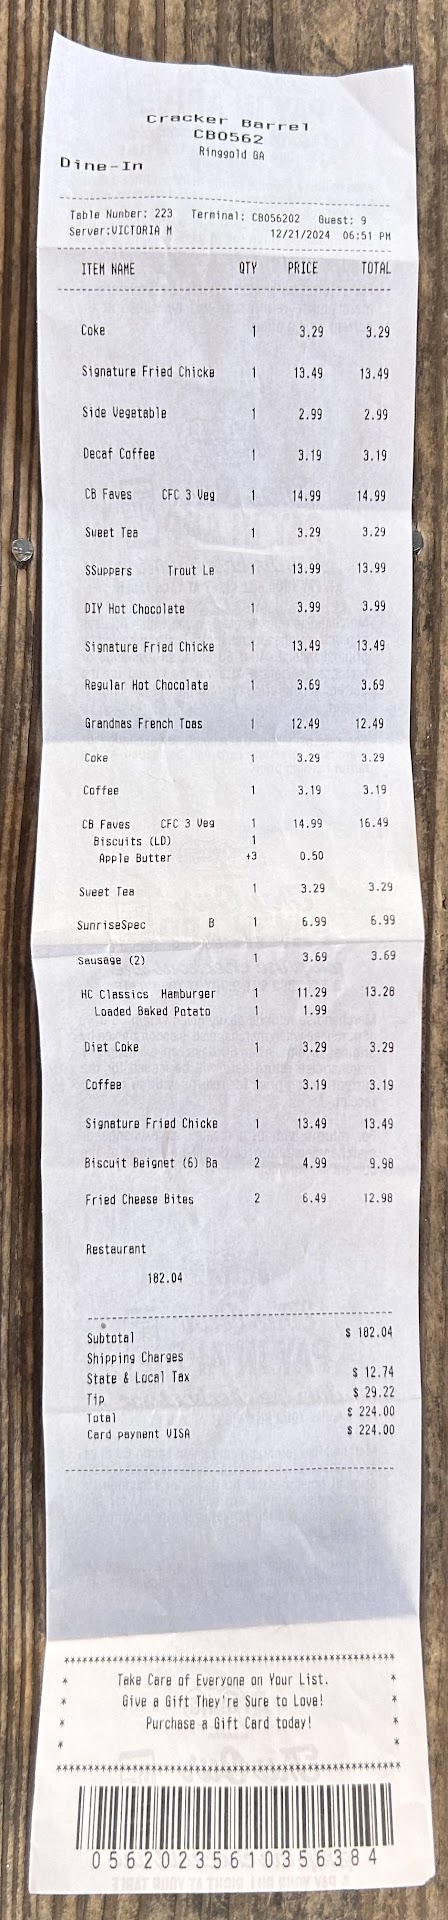 Cracker Barrel
CB0562
Ringgold GA
Dine-In
Table Number: 223 Terminal: CB056202 Guest: 9
Server:VICTORIA M 12/21/2024 06:51 PM
ITEM NAME QTY PRICE TOTAL
Coke 1 3.29 3.29
Signature Fried Chicke 1 13.49 13.49
Side Vegetable 1 2.99 2.99
Decaf Coffee 1 3.19 3.19
CB Faves CFC 3 Veg 1 14.99 14.99
Sweet Tea 1 3.29 3.29
SSuppers Trout Le 1 13.99 13.99
DIY Hot Chocolate 1 3.99 3.99
Signature Fried Chicke 1 13.49 13.49
Regular Hot Chocolate 1 3.69 3.69
Grandmas French Toas 1 12.49 12.49
Coke 1 3.29 3.29
Coffee 1 3.19 3.19
CB Faves CFC 3 Veg 1 14.99 16.49
Biscuits (LD) 1
Apple Butter +3 0.50
Sweet Tea 1 3.29 3.29
SunriseSpec B 1 6.99 6.99
Sausage (2) 1 3.69 3.69
HC Classics Hamburger 1 11.29 13.28
Loaded Baked Potato 1 1.99
Diet Coke 1 3.29 3.29
Coffee 1 3.19 3.19
Signature Fried Chicke 1 13.49 13.49
Biscuit Beignet (6) Ba 2 4.99 9.98
Fried Cheese Bites 2 6.49 12.98
Restaurant
182.04
Subtotal $ 182.04
Shipping Charges
State & Local Tax $ 12.74
Tip $ 29.22
Total $ 224.00
Card payment VISA $ 224.00
Take Care of Everyone on Your List.
Give a Gift They're Sure to Love!
Purchase a Gift Card today!
05620235610356384